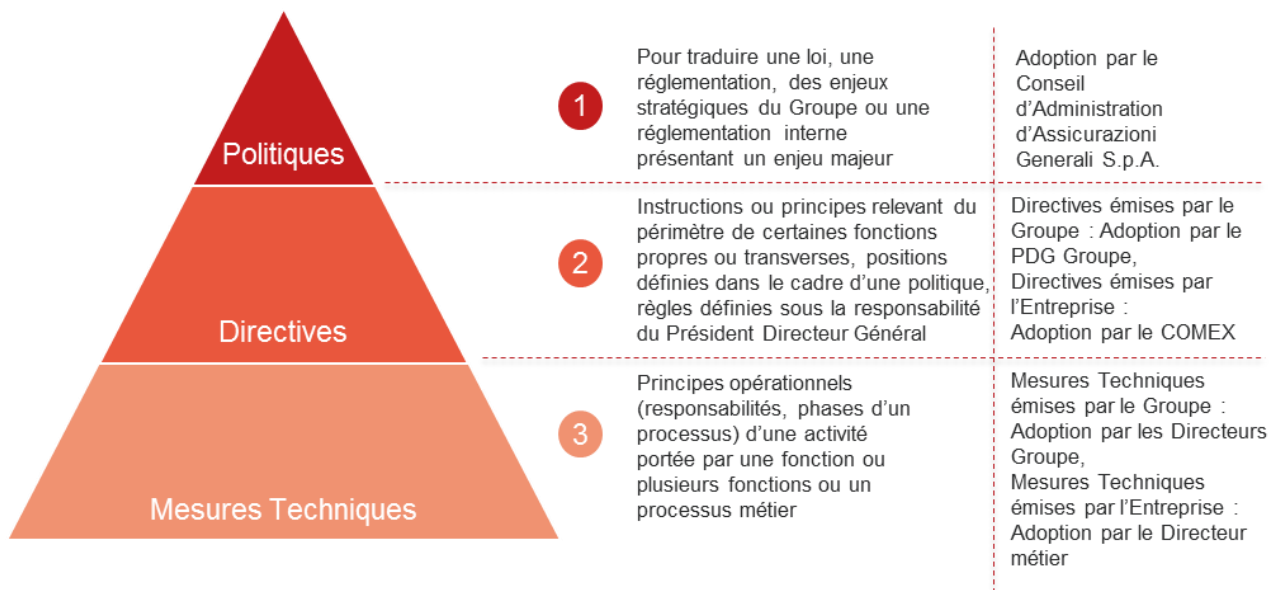 Politiques
1
Pour traduire une loi, une
réglementation, des enjeux
stratégiques du Groupe ou une
réglementation interne
présentant un enjeu majeur
Adoption par le
Conseil
d'Administration
d'Assicurazioni
Generali S.p.A.
Directives
2
Instructions ou principes relevant du
périmètre de certaines fonctions
propres ou transverses, positions
définies dans le cadre d'une politique,
règles définies sous la responsabilité
du Président Directeur Général
Directives émises par le
Groupe : Adoption par le
PDG Groupe,
Directives émises par
l'Entreprise :
Adoption par le COMEX
Mesures Techniques
3
Principes opérationnels
(responsabilités, phases d'un
processus) d'une activité
portée par une fonction ou
plusieurs fonctions ou un
processus métier
Mesures Techniques
émises par le Groupe :
Adoption par les Directeurs
Groupe,
Mesures Techniques
émises par l'Entreprise :
Adoption par le Directeur
métier